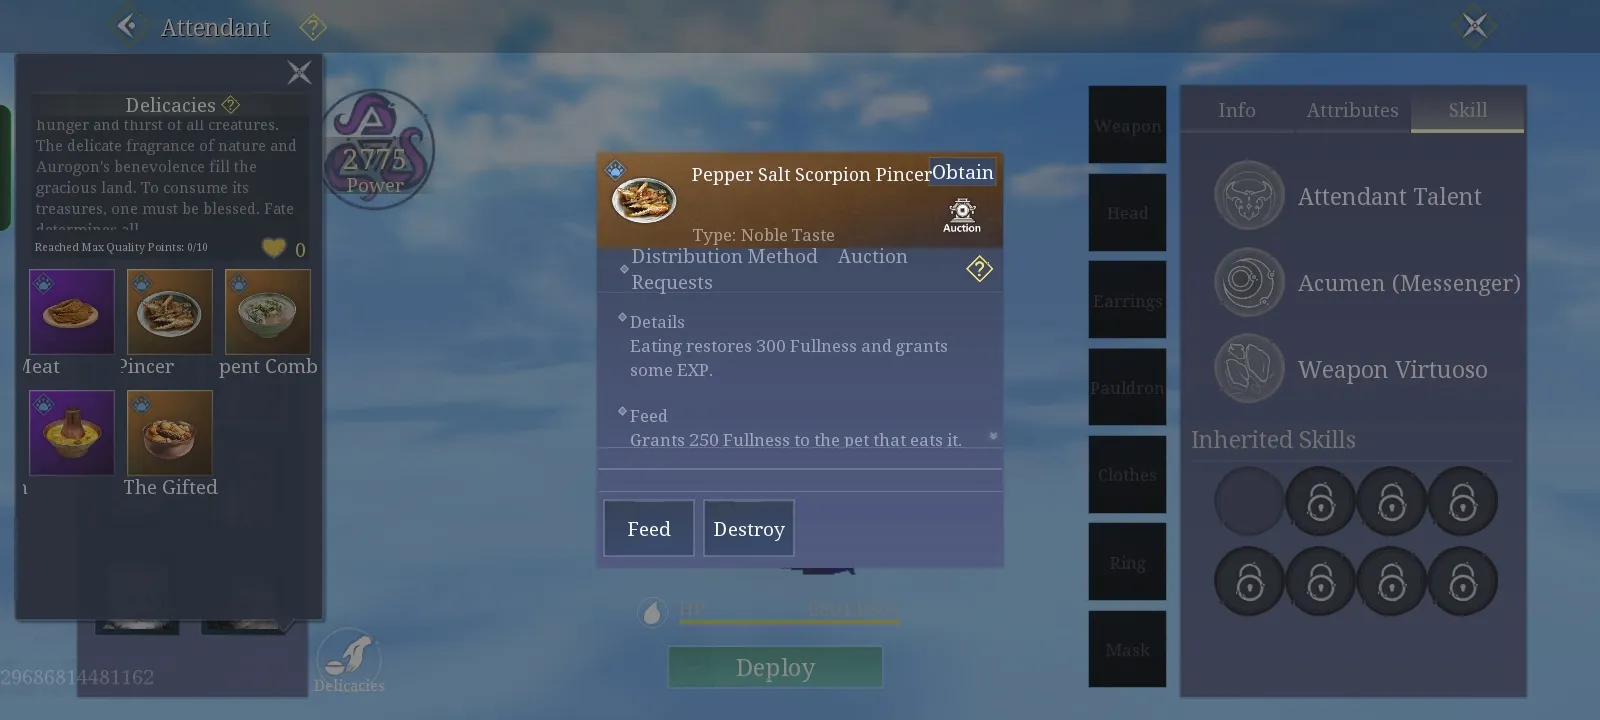 Attendant
?
Delicacies ?
hunger and thirst of all creatures.
The delicate fragrance of nature and
Aurogon's benevolence fill the
gracious land. To consume its
treasures, one must be blessed. Fate
determines all
Reached Max Quality Points: 0/10
0
Meat
Pincer
pent Comb
The Gifted
29686814481162
Delicacies
2775
Power
Pepper Salt Scorpion Pincer
Obtain
Auction
Type: Noble Taste
Distribution Method Auction
Requests
?
Details
Eating restores 300 Fullness and grants
some EXP.
Feed
Grants 250 Fullness to the pet that eats it.
Feed
Destroy
HP
Deploy
Weapon
Head
Earrings
Pauldron
Clothes
Ring
Mask
Info
Attributes
Skill
Attendant Talent
Acumen (Messenger)
Weapon Virtuoso
Inherited Skills